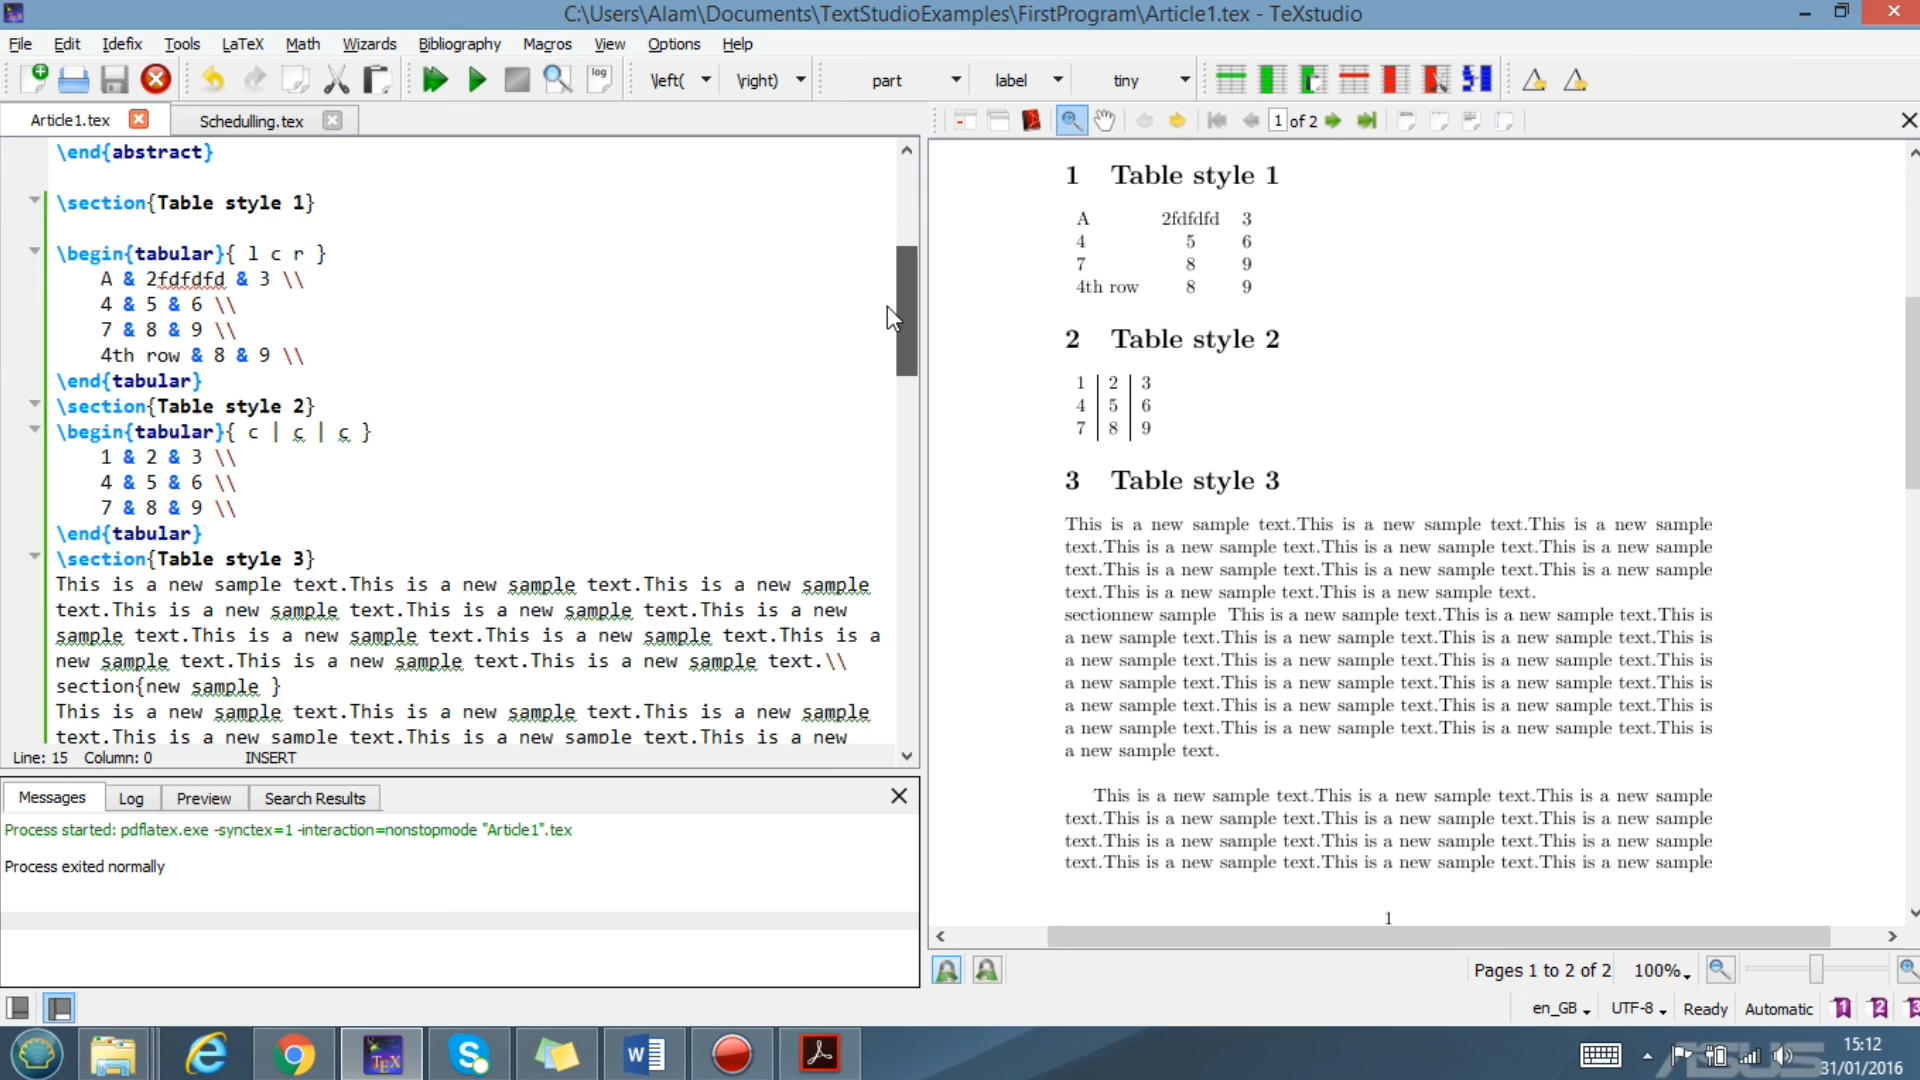 C:\Users\Alam\Documents\TextStudioExamples\FirstProgram\Article1.tex - TeXstudio
File Edit Idefix Tools LaTeX Math Wizards Bibliography Macros View Options Help
log \left( \right) part label tiny
Article1.tex Schedulling.tex
1 of 2
\end{abstract}
\section{Table style 1}
\begin{tabular}{ l c r }
A & 2fdfdfd & 3 \\
4 & 5 & 6 \\
7 & 8 & 9 \\
4th row & 8 & 9 \\
\end{tabular}
\section{Table style 2}
\begin{tabular}{ c | c | c }
1 & 2 & 3 \\
4 & 5 & 6 \\
7 & 8 & 9 \\
\end{tabular}
\section{Table style 3}
This is a new sample text.This is a new sample text.This is a new sample
text.This is a new sample text.This is a new sample text.This is a new
sample text.This is a new sample text.This is a new sample text.This is a
new sample text.This is a new sample text.This is a new sample text.\\
section{new sample }
This is a new sample text.This is a new sample text.This is a new sample
text.This is a new sample text.This is a new sample text.This is a new
Line: 15 Column: 0 INSERT
Messages Log Preview Search Results
Process started: pdflatex.exe -synctex=1 -interaction=nonstopmode "Article1".tex
Process exited normally
1 Table style 1
A 2fdfdfd 3
4 5 6
7 8 9
4th row 8 9
2 Table style 2
1 2 3
4 5 6
7 8 9
3 Table style 3
This is a new sample text.This is a new sample text.This is a new sample
text.This is a new sample text.This is a new sample text.This is a new sample
text.This is a new sample text.This is a new sample text.This is a new sample
text.This is a new sample text.This is a new sample text.
sectionnew sample This is a new sample text.This is a new sample text.This is
a new sample text.This is a new sample text.This is a new sample text.This is
a new sample text.This is a new sample text.This is a new sample text.This is
a new sample text.This is a new sample text.This is a new sample text.This is
a new sample text.This is a new sample text.This is a new sample text.This is
a new sample text.This is a new sample text.This is a new sample text.This is
a new sample text.
This is a new sample text.This is a new sample text.This is a new sample
text.This is a new sample text.This is a new sample text.This is a new sample
text.This is a new sample text.This is a new sample text.This is a new sample
text.This is a new sample text.This is a new sample text.This is a new sample
1
Pages 1 to 2 of 2 100%
en_GB UTF-8 Ready Automatic 1 2 3
TEX S W ASUS
15:12
31/01/2016